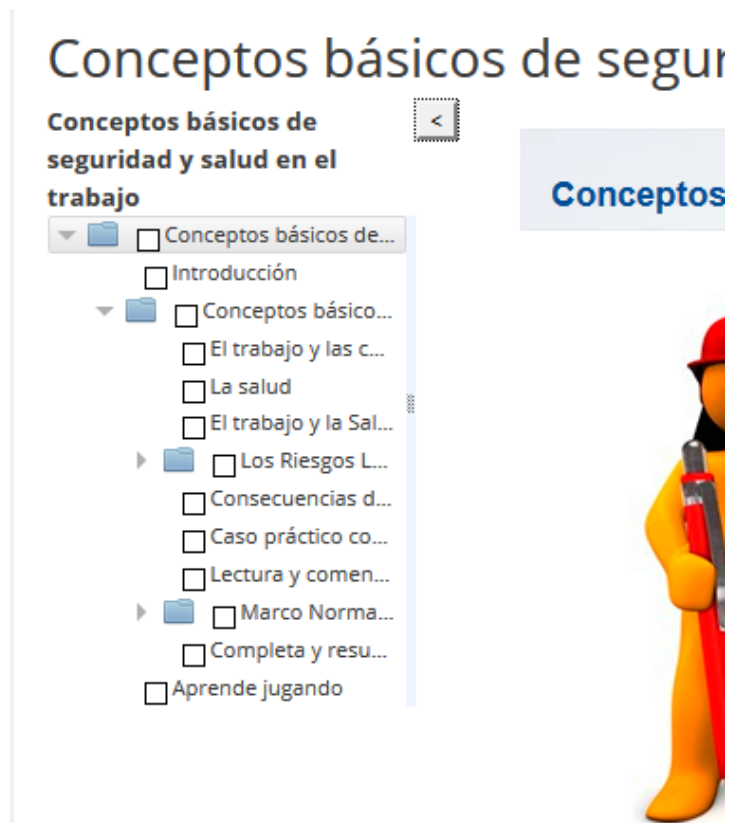 Conceptos básicos de segur
Conceptos básicos de
seguridad y salud en el
trabajo
<
Conceptos
Conceptos básicos de...
Introducción
Conceptos básico...
El trabajo y las c...
La salud
El trabajo y la Sal...
Los Riesgos L...
Consecuencias d...
Caso práctico co...
Lectura y comen...
Marco Norma...
Completa y resu...
Aprende jugando